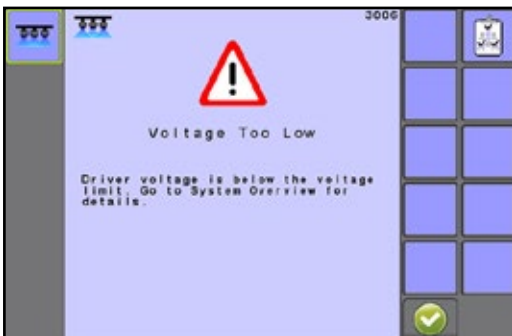 3006
Voltage Too Low
Driver voltage is below the voltage
limit. Go to System Overview for
details.